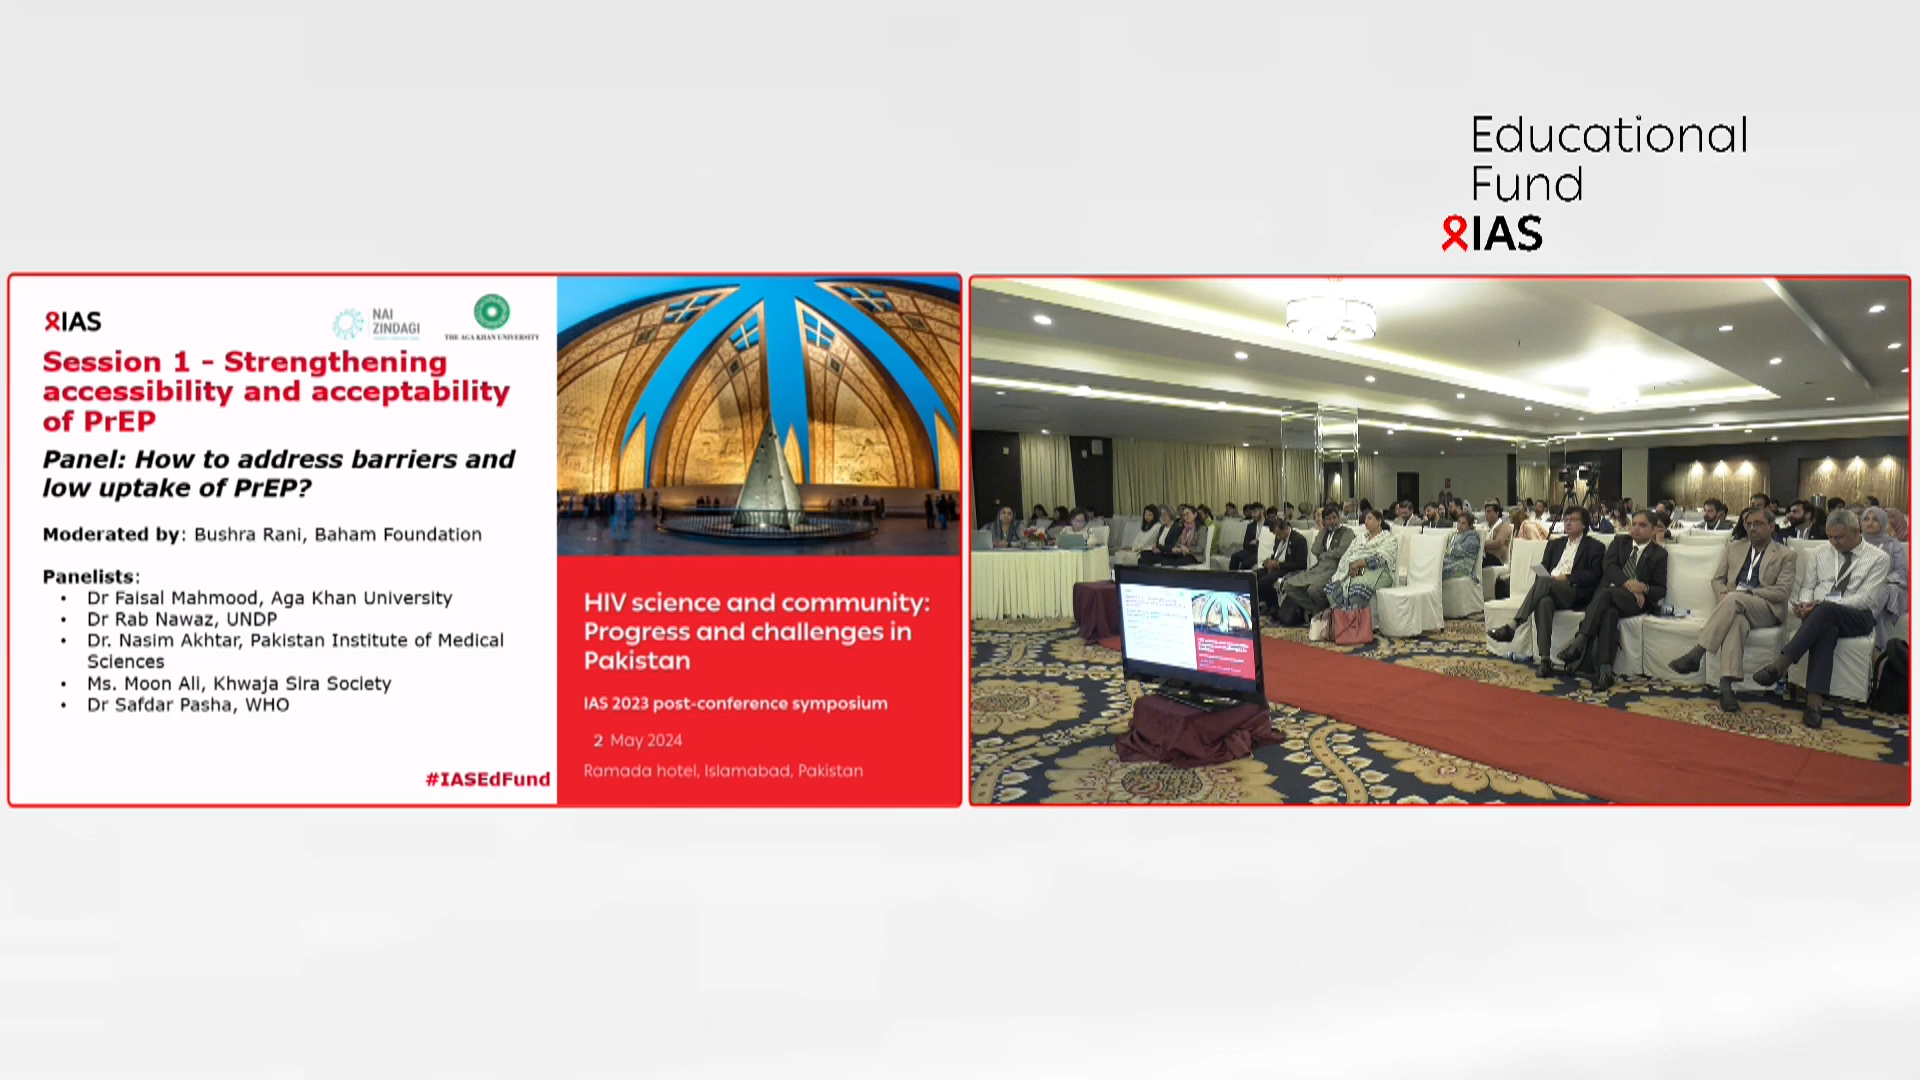 Educational
Fund
IAS
IAS
NAI
ZINDAGI
THE AGA KHAN UNIVERSITY
Session 1 - Strengthening
accessibility and acceptability
of PrEP
Panel: How to address barriers and
low uptake of PrEP?
Moderated by: Bushra Rani, Baham Foundation
Panelists:
• Dr Faisal Mahmood, Aga Khan University
• Dr Rab Nawaz, UNDP
• Dr. Nasim Akhtar, Pakistan Institute of Medical
Sciences
• Ms. Moon Ali, Khwaja Sira Society
• Dr Safdar Pasha, WHO
#IASEdFund
HIV science and community:
Progress and challenges in
Pakistan
IAS 2023 post-conference symposium
2 May 2024
Ramada hotel, Islamabad, Pakistan